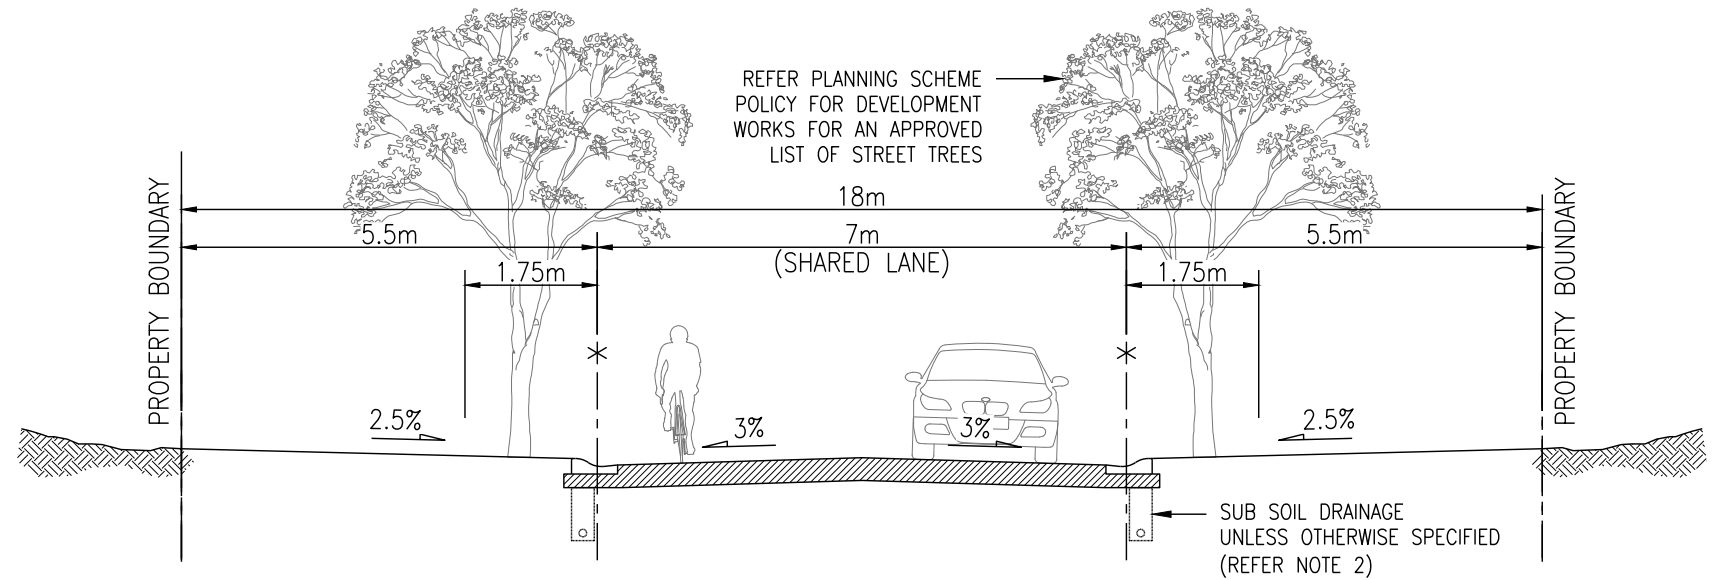 REFER PLANNING SCHEME
POLICY FOR DEVELOPMENT
WORKS FOR AN APPROVED
LIST OF STREET TREES
18m
5.5m
7m
5.5m
(SHARED LANE)
1.75m
1.75m
PROPERTY BOUNDARY
PROPERTY BOUNDARY
2.5%
3%
3%
2.5%
SUB SOIL DRAINAGE
UNLESS OTHERWISE SPECIFIED
(REFER NOTE 2)